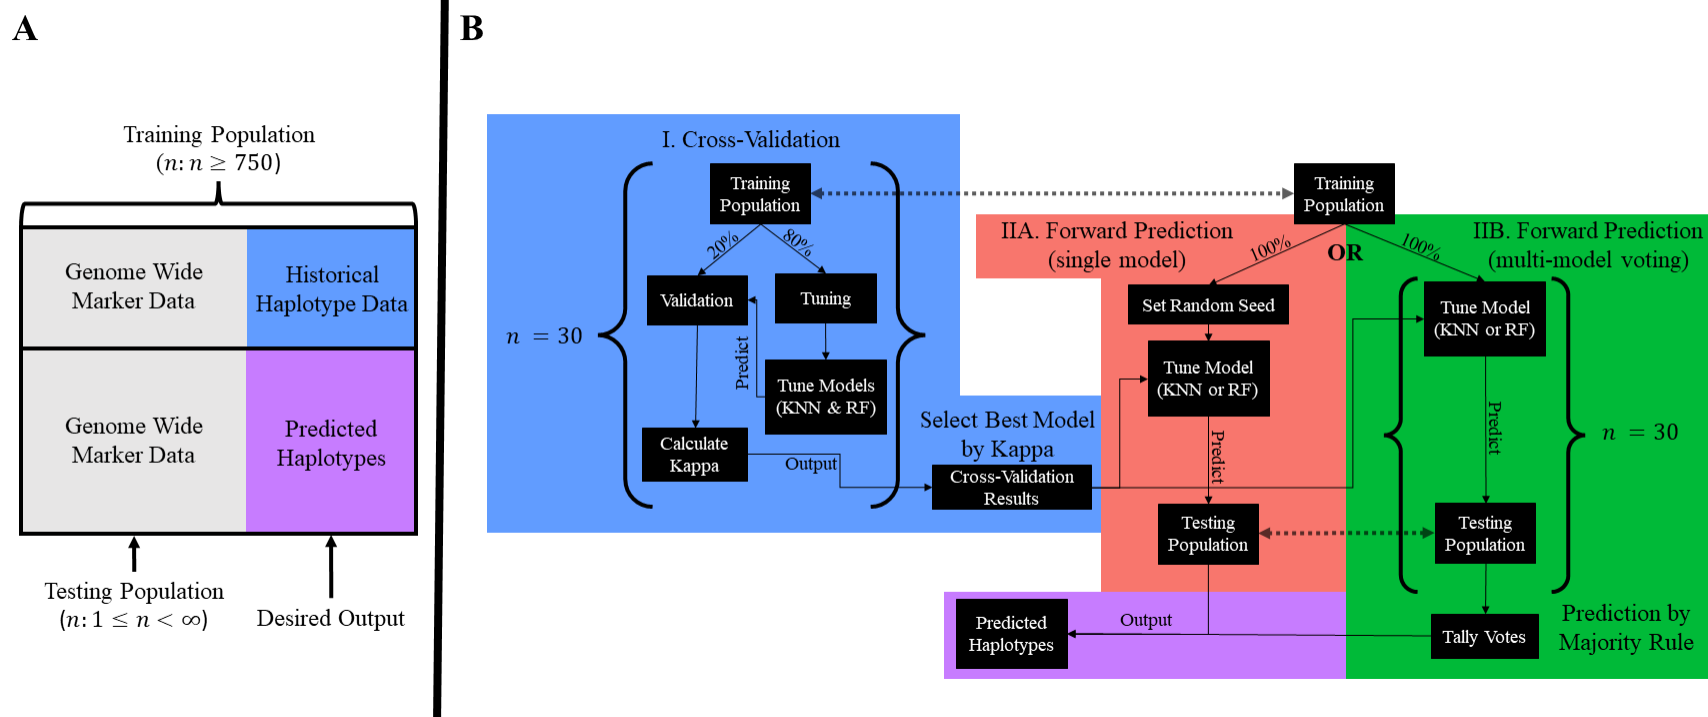 A
Training Population
(n: n ≥ 750)
Genome Wide
Marker Data
Historical
Haplotype Data
Genome Wide
Marker Data
Predicted
Haplotypes
Testing Population
(n: 1 ≤ n < ∞)
Desired Output
B
I. Cross-Validation
Training
Population
20%
80%
Validation
Tuning
n = 30
Predict
Tune Models
(KNN & RF)
Calculate
Kappa
Output
Select Best Model
by Kappa
Cross-Validation
Results
Training
Population
IIA. Forward Prediction
(single model)
100%
OR
100%
IIB. Forward Prediction
(multi-model voting)
Set Random Seed
Tune Model
(KNN or RF)
Predict
Testing
Population
Tune Model
(KNN or RF)
Predict
n = 30
Testing
Population
Predicted
Haplotypes
Output
Tally Votes
Prediction by
Majority Rule